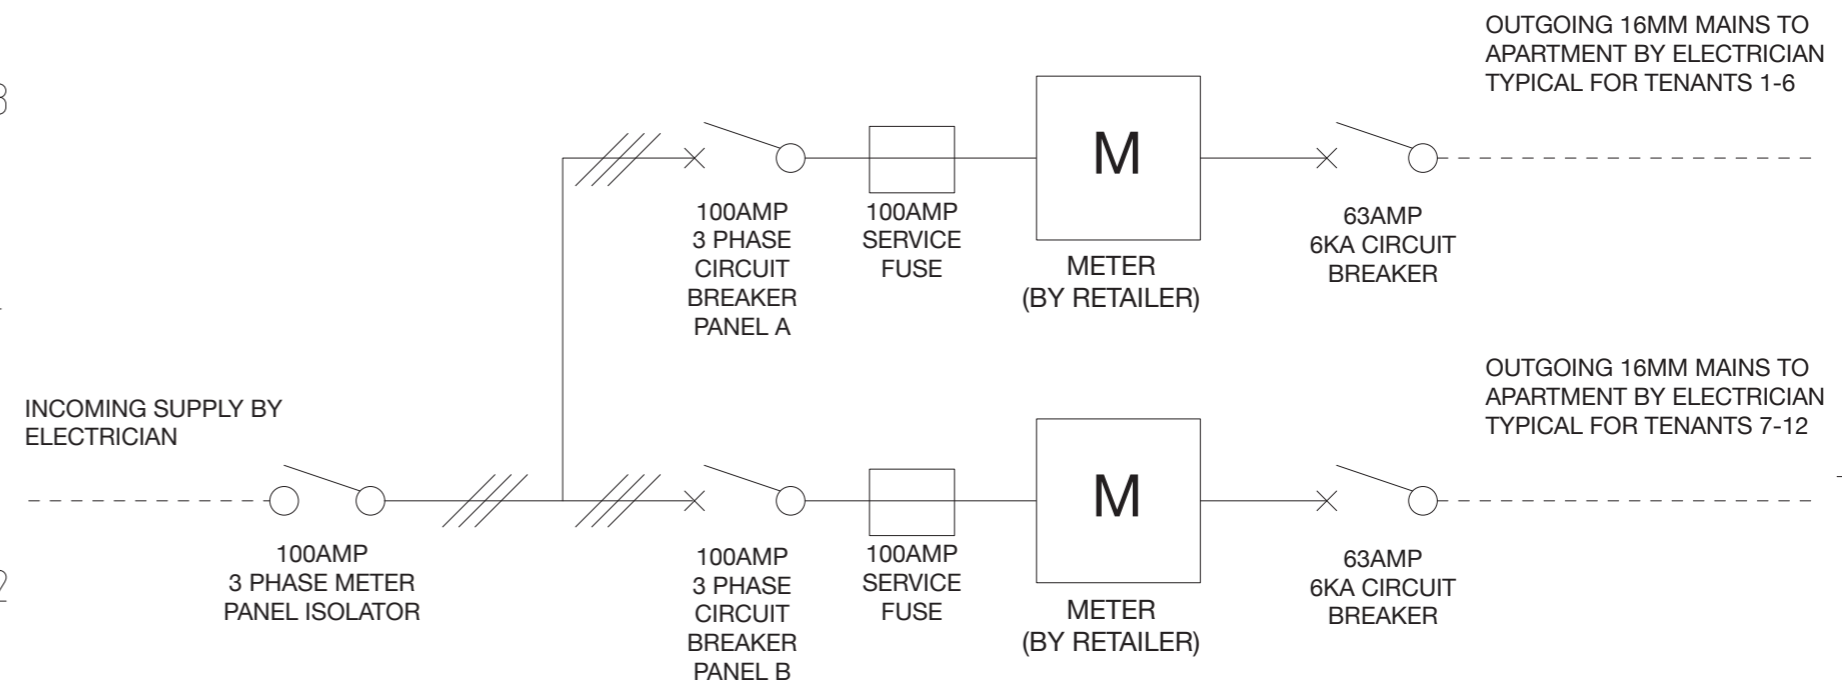 OUTGOING 16MM MAINS TO
APARTMENT BY ELECTRICIAN
TYPICAL FOR TENANTS 1-6
M
100AMP
3 PHASE
CIRCUIT
BREAKER
PANEL A
100AMP
SERVICE
FUSE
METER
(BY RETAILER)
63AMP
6KA CIRCUIT
BREAKER
OUTGOING 16MM MAINS TO
APARTMENT BY ELECTRICIAN
TYPICAL FOR TENANTS 7-12
INCOMING SUPPLY BY
ELECTRICIAN
M
100AMP
3 PHASE METER
PANEL ISOLATOR
100AMP
3 PHASE
CIRCUIT
BREAKER
PANEL B
100AMP
SERVICE
FUSE
METER
(BY RETAILER)
63AMP
6KA CIRCUIT
BREAKER